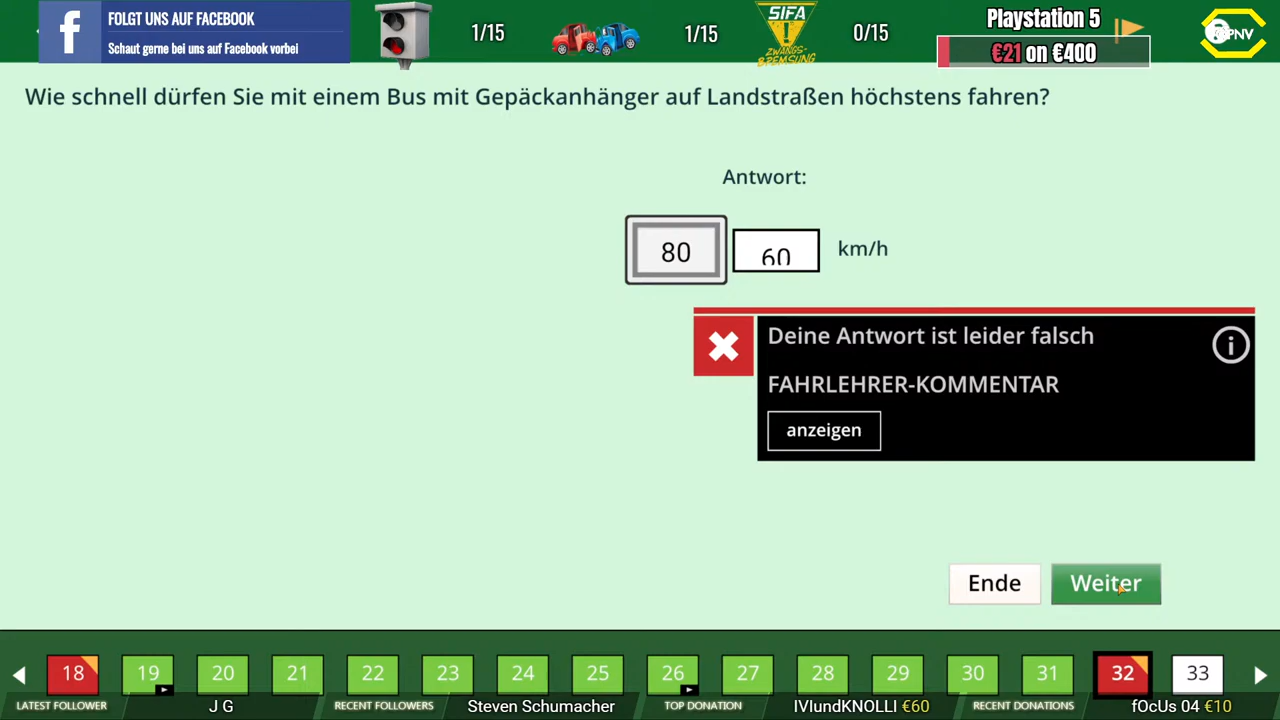 FOLGT UNS AUF FACEBOOK
Schaut gerne bei uns auf Facebook vorbei
1/15
1/15
SIFA
ZWANGS-
BREMSUNG
0/15
Playstation 5
€21 on €400
ÖPNV
Wie schnell dürfen Sie mit einem Bus mit Gepäckanhänger auf Landstraßen höchstens fahren?
Antwort:
80 60 km/h
Deine Antwort ist leider falsch
FAHRLEHRER-KOMMENTAR
anzeigen
Ende Weiter
18 19 20 21 22 23 24 25 26 27 28 29 30 31 32 33
LATEST FOLLOWER J G RECENT FOLLOWERS Steven Schumacher TOP DONATION IVIundKNOLLI €60 RECENT DONATIONS fOcUs 04 €10